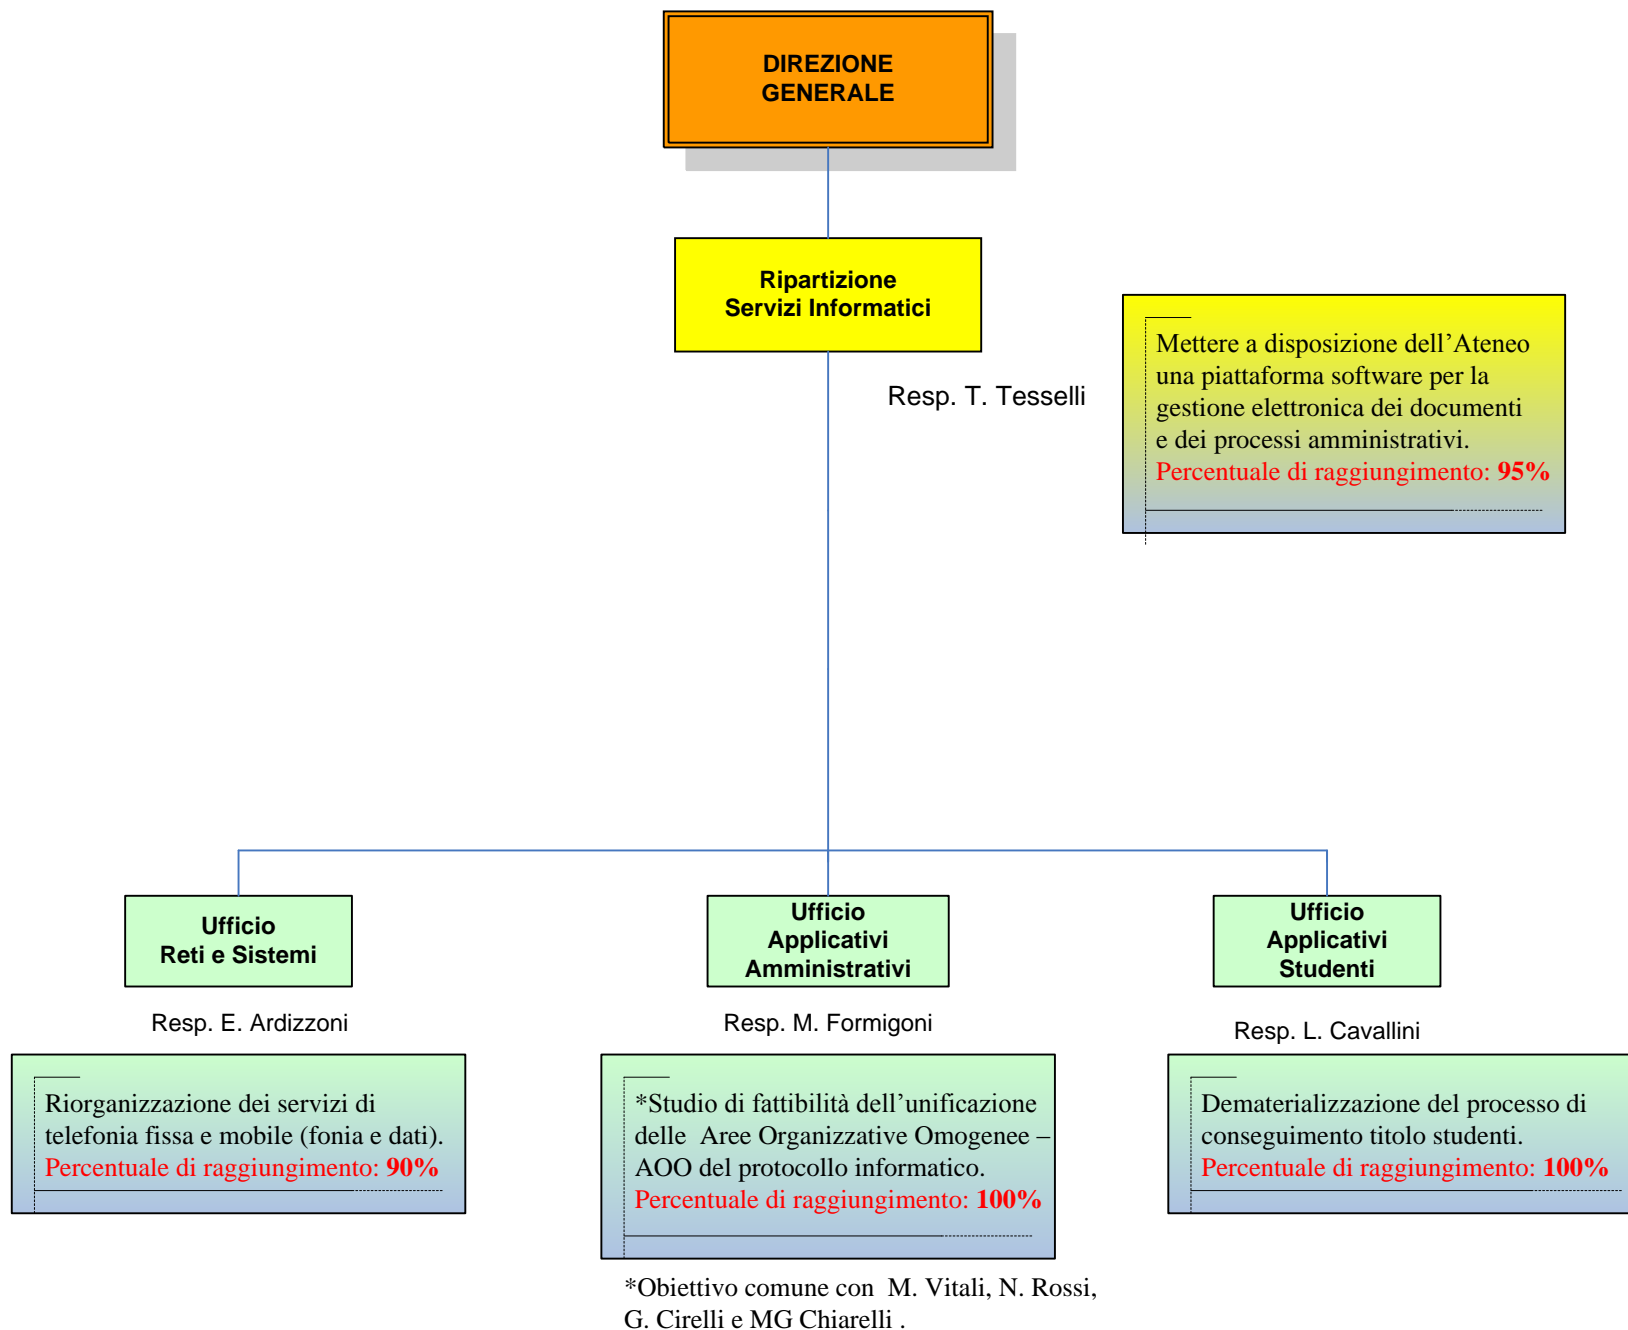 DIREZIONE
GENERALE
Ripartizione
Servizi Informatici
Resp. T. Tesselli
Mettere a disposizione dell’Ateneo
una piattaforma software per la
gestione elettronica dei documenti
e dei processi amministrativi.
Percentuale di raggiungimento: 95%
Ufficio
Reti e Sistemi
Resp. E. Ardizzoni
Riorganizzazione dei servizi di
telefonia fissa e mobile (fonia e dati).
Percentuale di raggiungimento: 90%
Ufficio
Applicativi
Amministrativi
Resp. M. Formigoni
*Studio di fattibilità dell’unificazione
delle  Aree Organizzative Omogenee –
AOO del protocollo informatico.
Percentuale di raggiungimento: 100%
*Obiettivo comune con  M. Vitali, N. Rossi,
G. Cirelli e MG Chiarelli .
Ufficio
Applicativi
Studenti
Resp. L. Cavallini
Dematerializzazione del processo di
conseguimento titolo studenti.
Percentuale di raggiungimento: 100%